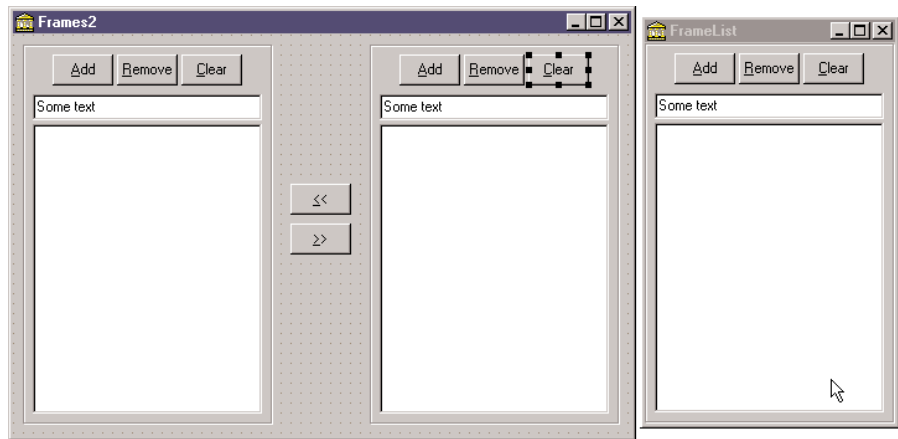 Frames2
Add Remove Clear
Some text
<<
>>
Add Remove Clear
Some text
FrameList
Add Remove Clear
Some text